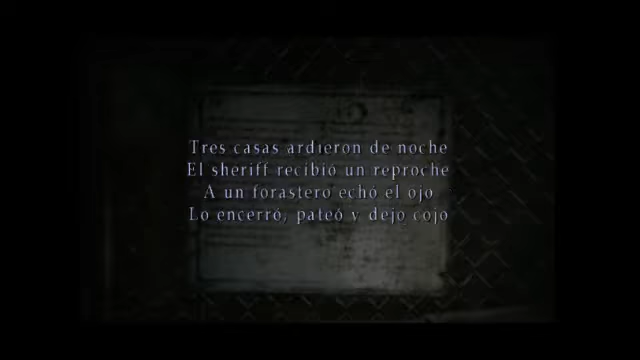 Tres casas ardieron de noche
El sheriff recibió un reproche
A un forastero echó el ojo
Lo encerró, pateó y dejo cojo